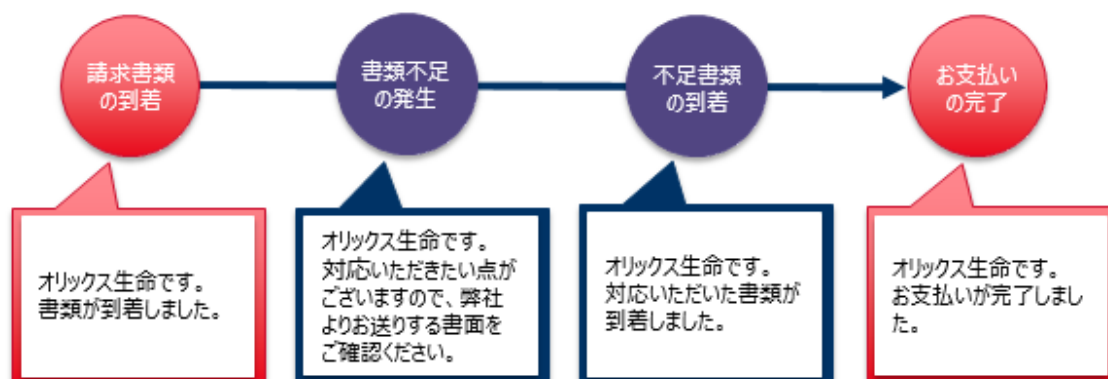 請求書類
の到着
書類不足
の発生
不足書類
の到着
お支払い
の完了
オリックス生命です。
書類が到着しました。
オリックス生命です。
対応いただきたい点が
ございますので、弊社
よりお送りする書面を
ご確認ください。
オリックス生命です。
対応いただいた書類が
到着しました。
オリックス生命です。
お支払いが完了しまし
た。